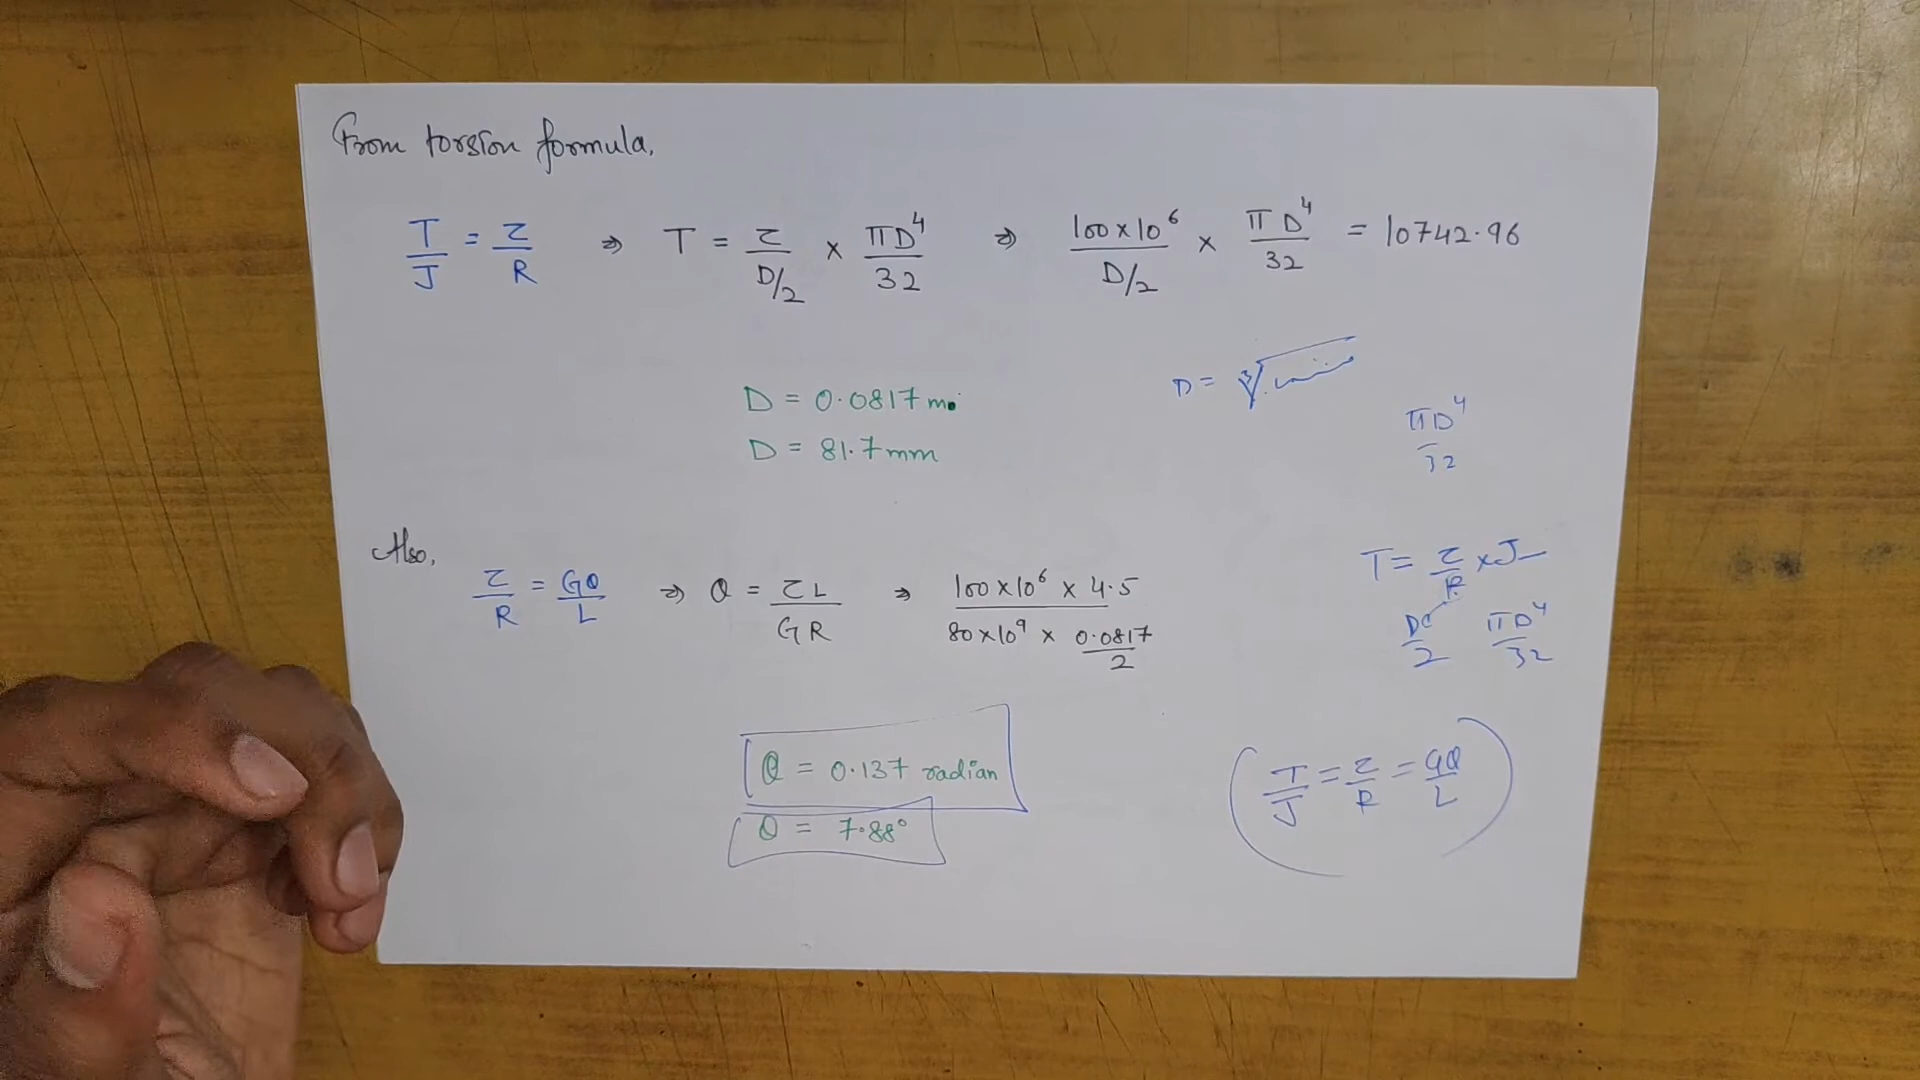 From torsion formula,
T/J = τ/R ⇒ T = τ/(D/2) × πD⁴/32 ⇒ 100×10⁶/(D/2) × πD⁴/32 = 10742.96
D = 0.0817 m.
D = ∛
D = 81.7mm
πD⁴/32
Also,
τ/R = Gθ/L ⇒ θ = τL/GR ⇒ 100×10⁶ × 4.5 / 80×10⁹ × 0.0817/2
T = τ/R × J
D/2 πD⁴/32
θ = 0.137 radian
θ = 7.88°
(T/J = τ/R = Gθ/L)